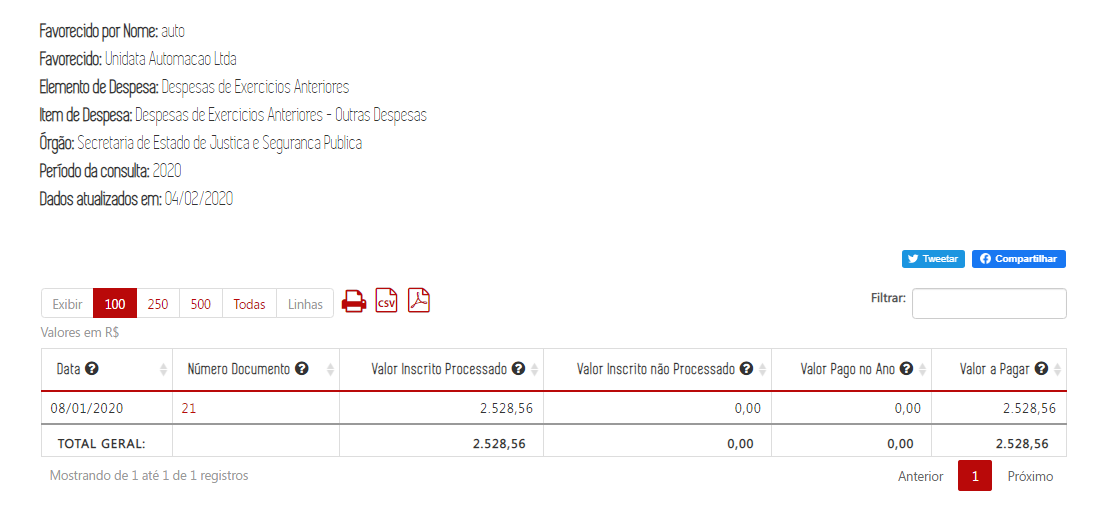 Favorecido por Nome: auto
Favorecido: Unidata Automacao Ltda
Elemento de Despesa: Despesas de Exercicios Anteriores
Item de Despesa: Despesas de Exercicios Anteriores - Outras Despesas
Órgão: Secretaria de Estado de Justica e Seguranca Publica
Período da consulta: 2020
Dados atualizados em: 04/02/2020
Tweetar Compartilhar
Exibir 100 250 500 Todas Linhas CSV Filtrar:
Valores em R$
Data ? Número Documento ? Valor Inscrito Processado ? Valor Inscrito não Processado ? Valor Pago no Ano ? Valor a Pagar ?
08/01/2020 21 2.528,56 0,00 0,00 2.528,56
TOTAL GERAL: 2.528,56 0,00 0,00 2.528,56
Mostrando de 1 até 1 de 1 registros Anterior 1 Próximo